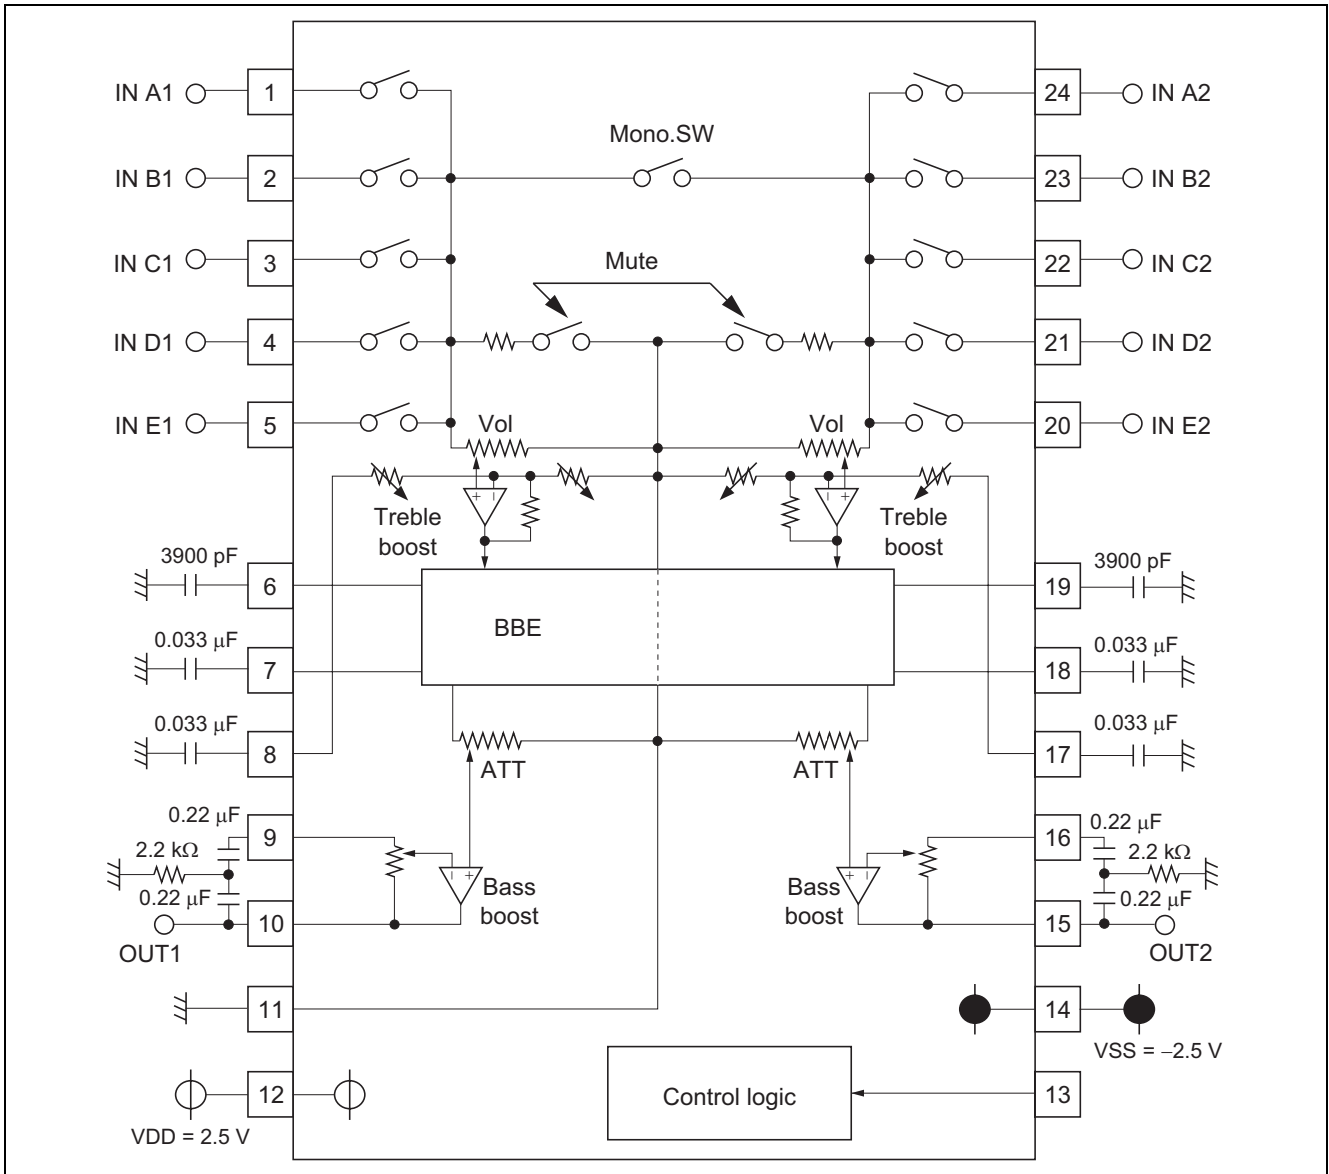 IN A1
1
24
IN A2
Mono.SW
IN B1
2
23
IN B2
IN C1
3
Mute
22
IN C2
IN D1
4
21
IN D2
IN E1
5
Vol
Vol
20
IN E2
+
−
−
+
Treble
boost
Treble
boost
3900 pF
6
19
3900 pF
BBE
0.033 μF
7
18
0.033 μF
0.033 μF
8
17
0.033 μF
ATT
ATT
0.22 μF
9
16
0.22 μF
2.2 kΩ
2.2 kΩ
−
+
+
−
0.22 μF
Bass
boost
Bass
boost
0.22 μF
10
15
OUT1
OUT2
11
14
VSS = −2.5 V
12
Control logic
13
VDD = 2.5 V